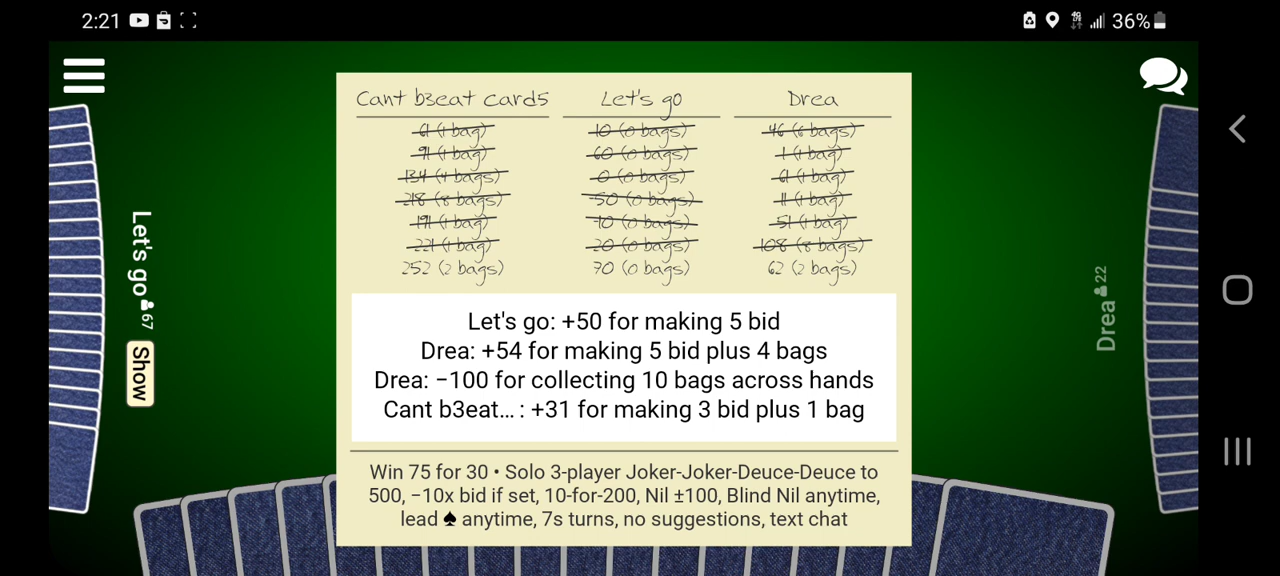 2:21 36%
Cant b3eat cards Let's go Drea
61 (1 bag) 10 (0 bags) 46 (6 bags)
91 (1 bag) 60 (0 bags) 1 (1 bag)
134 (4 bags) 0 (0 bags) 61 (1 bag)
218 (8 bags) -50 (0 bags) 11 (1 bag)
191 (1 bag) (0 bags) 51 (1 bag)
221 (1 bag) 20 (0 bags) 108 (8 bags)
252 (2 bags) 70 (0 bags) 62 (2 bags)
Let's go 67 Show
Drea 22
Let's go: +50 for making 5 bid
Drea: +54 for making 5 bid plus 4 bags
Drea: −100 for collecting 10 bags across hands
Cant b3eat... : +31 for making 3 bid plus 1 bag
Win 75 for 30 • Solo 3-player Joker-Joker-Deuce-Deuce to
500, −10x bid if set, 10-for-200, Nil ±100, Blind Nil anytime,
lead ♠ anytime, 7s turns, no suggestions, text chat